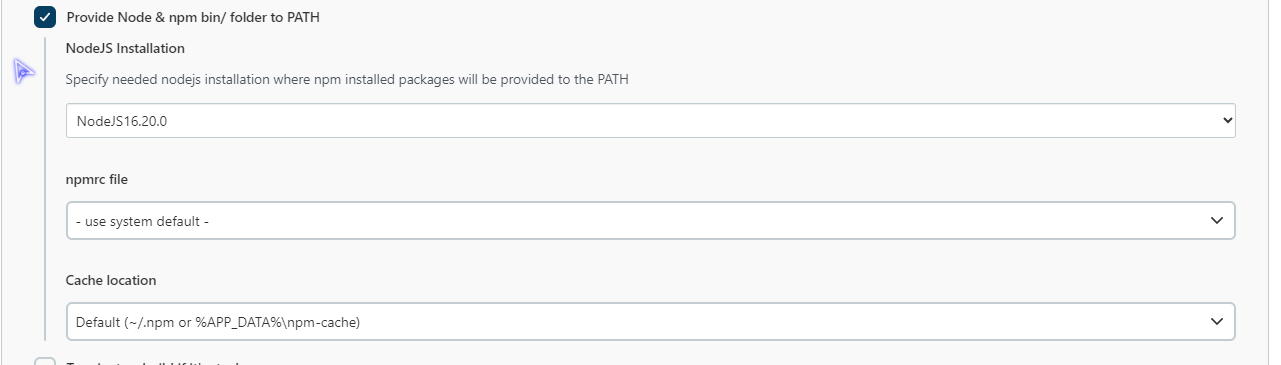 Provide Node & npm bin/ folder to PATH
NodeJS Installation
Specify needed nodejs installation where npm installed packages will be provided to the PATH
NodeJS16.20.0
npmrc file
- use system default -
Cache location
Default (~/.npm or %APP_DATA%\npm-cache)